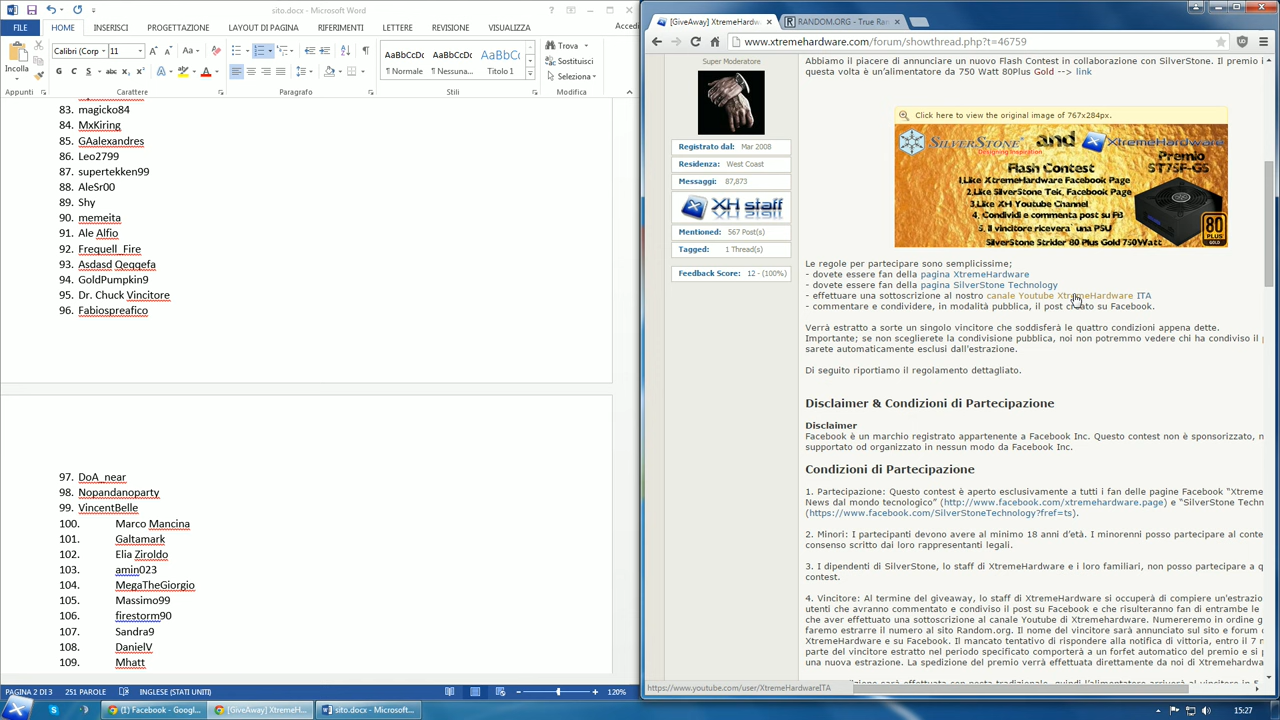 sito.docx - Microsoft Word
FILE HOME INSERISCI PROGETTAZIONE LAYOUT DI PAGINA RIFERIMENTI LETTERE REVISIONE VISUALIZZA Accedi
Incolla
Calibri (Corp 11
AaBbCcDc AaBbCcDc AaBbCc
¶ Normale ¶ Nessuna... Titolo 1
Trova
Sostituisci
Seleziona
Appunti Carattere Paragrafo Stili Modifica
83. magicko84
84. MxKiring
85. GAalexandres
86. Leo2799
87. supertekken99
88. AleSr00
89. Shy
90. memeita
91. Ale Alfio
92. Frequell_Fire
93. Asdasd Qeqqefa
94. GoldPumpkin9
95. Dr. Chuck Vincitore
96. Fabiospreafico
97. DoA_near
98. Nopandanoparty
99. VincentBelle
100. Marco Mancina
101. Galtamark
102. Elia Ziroldo
103. amin023
104. MegaTheGiorgio
105. Massimo99
106. firestorm90
107. Sandra9
108. DanielV
109. Mhatt
PAGINA 2 DI 3 251 PAROLE INGLESE (STATI UNITI) 120%
[GiveAway] XtremeHardw RANDOM.ORG - True Ran
www.xtremehardware.com/forum/showthread.php?t=46759
Super Moderatore
Registrato dal: Mar 2008
Residenza: West Coast
Messaggi: 87,873
XH staff
Mentioned: 567 Post(s)
Tagged: 1 Thread(s)
Feedback Score: 12 - (100%)
Abbiamo il piacere di annunciare un nuovo Flash Contest in collaborazione con SilverStone. Il premio i
questa volta è un'alimentatore da 750 Watt 80Plus Gold --> link
Click here to view the original image of 767x284px.
SILVERSTONE and XtremeHardware
Designing Inspiration
Premio
ST75F-GS
Flash Contest
1.Like XtremeHardware Facebook Page
2.Like SilverStone Tek. Facebook Page
3.Like XH Youtube Channel
4. Condividi e commenta post su FB
5. Il vincitore ricevera' una PSU
SilverStone Strider 80 Plus Gold 750Watt
80 PLUS GOLD
Le regole per partecipare sono semplicissime;
- dovete essere fan della pagina XtremeHardware
- dovete essere fan della pagina SilverStone Technology
- effettuare una sottoscrizione al nostro canale Youtube XtremeHardware ITA
- commentare e condividere, in modalità pubblica, il post creato su Facebook.
Verrà estratto a sorte un singolo vincitore che soddisferà le quattro condizioni appena dette.
Importante; se non sceglierete la condivisione pubblica, noi non potremmo vedere chi ha condiviso il
sarete automaticamente esclusi dall'estrazione.
Di seguito riportiamo il regolamento dettagliato.
Disclaimer & Condizioni di Partecipazione
Disclaimer
Facebook è un marchio registrato appartenente a Facebook Inc. Questo contest non è sponsorizzato,
supportato od organizzato in nessun modo da Facebook Inc.
Condizioni di Partecipazione
1. Partecipazione: Questo contest è aperto esclusivamente a tutti i fan delle pagine Facebook "Xtreme
News dal mondo tecnologico" (http://www.facebook.com/xtremehardware.page) e "SilverStone Techn
(https://www.facebook.com/SilverStoneTechnology?fref=ts).
2. Minori: I partecipanti devono avere al minimo 18 anni d'età. I minorenni posso partecipare al conte
consenso scritto dai loro rappresentanti legali.
3. I dipendenti di SilverStone, lo staff di XtremeHardware e i loro familiari, non posso partecipare a q
contest.
4. Vincitore: Al termine del giveaway, lo staff di XtremeHardware si occuperà di compiere un'estrazio
utenti che avranno commentato e condiviso il post su Facebook e che risulteranno fan di entrambe le
che aver effettuato una sottoscrizione al canale Youtube di XtremeHardware. Numereremo in ordine
faremo estrarre il numero al sito Random.org. Il nome del vincitore sarà annunciato sul sito e forum
XtremeHardware e su Facebook. Il mancato tentativo di rispondere alla notifica di vittoria, entro il 7
parte del vincitore estratto nel periodo specificato comporterà a un forfet automatico del premio e si
una nuova estrazione. La spedizione del premio verrà effettuata direttamente da noi di XtremeHardwa
https://www.youtube.com/user/XtremeHardwareITA
(1) Facebook - Googl... [GiveAway] XtremeH... sito.docx - Microsoft... 15:27